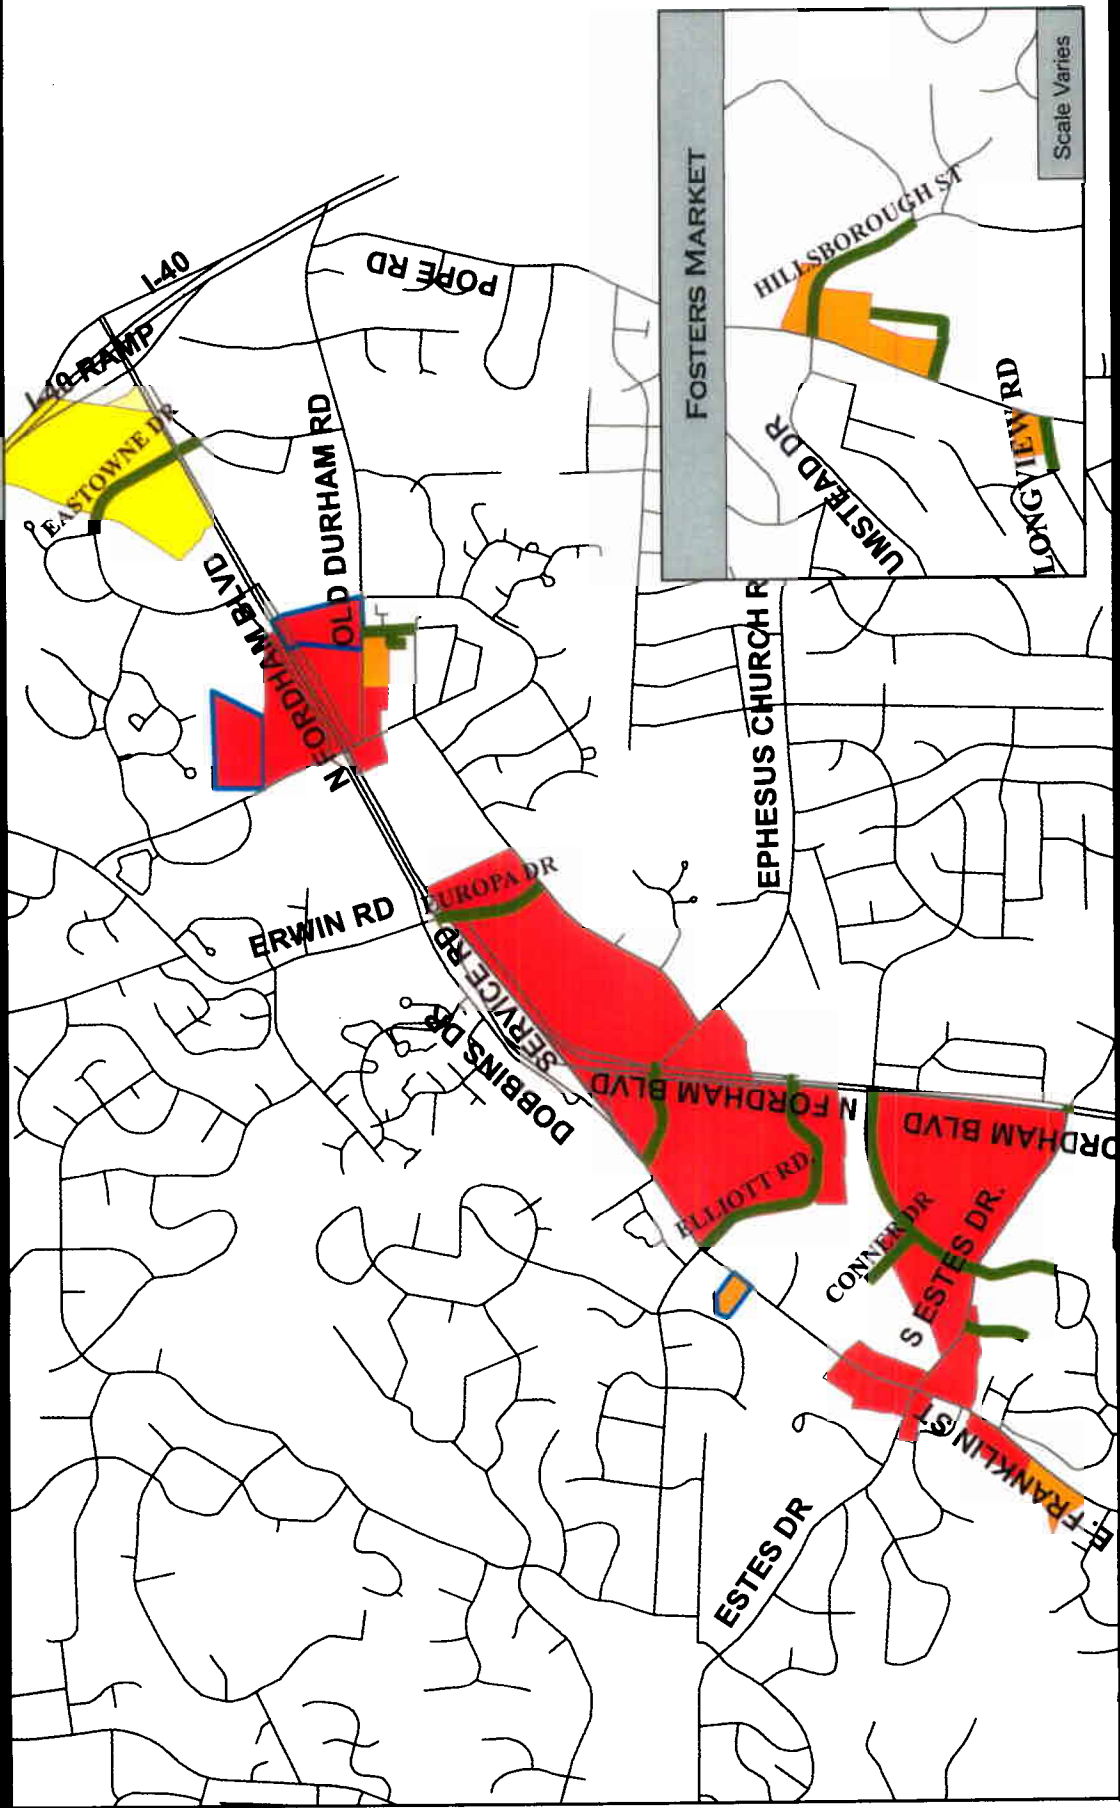 I-40
I-40 RAMP
POPE RD
EASTOWNE DR
OLD DURHAM RD
N FORDHAM BLVD
FOSTERS MARKET
HILLSBOROUGH ST
Scale Varies
UMSTEAD DR
LONGVIEW RD
EPHESUS CHURCH R
EUROPA DR
ERWIN RD
SERVICE RD
DOBBINS DR
N FORDHAM BLVD
ORDHAM BLVD
ELLIOTT RD.
CONNER DR
S ESTES DR.
E FRANKLIN ST
ESTES DR